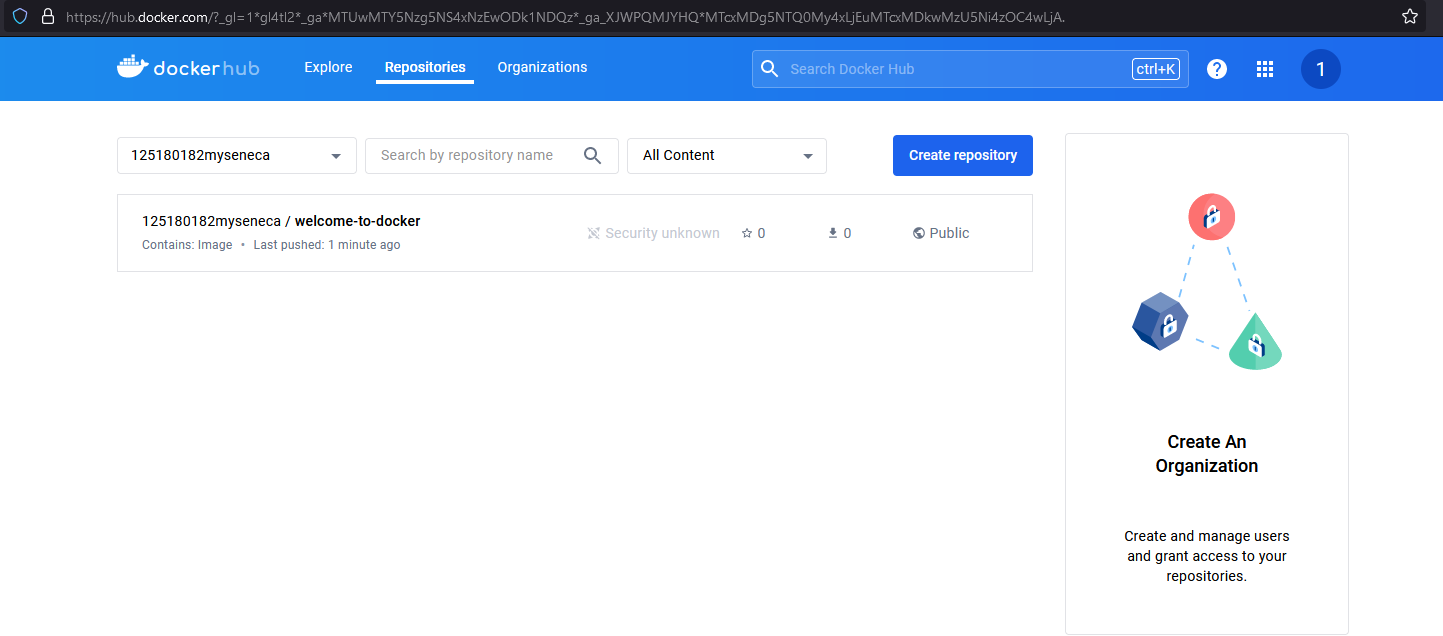 https://hub.docker.com/?_gl=1*gl4tl2*_ga*MTUwMTY5Nzg5NS4xNzEwODk1NDQz*_ga_XJWPQMJYHQ*MTcxMDg5NTQ0My4xLjEuMTcxMDkwMzU5Ni4zOC4wLjA.
dockerhub Explore Repositories Organizations Search Docker Hub ctrl+K ? 1
125180182myseneca Search by repository name All Content Create repository
125180182myseneca / welcome-to-docker
Contains: Image • Last pushed: 1 minute ago
Security unknown 0 0 Public
Create An
Organization
Create and manage users
and grant access to your
repositories.